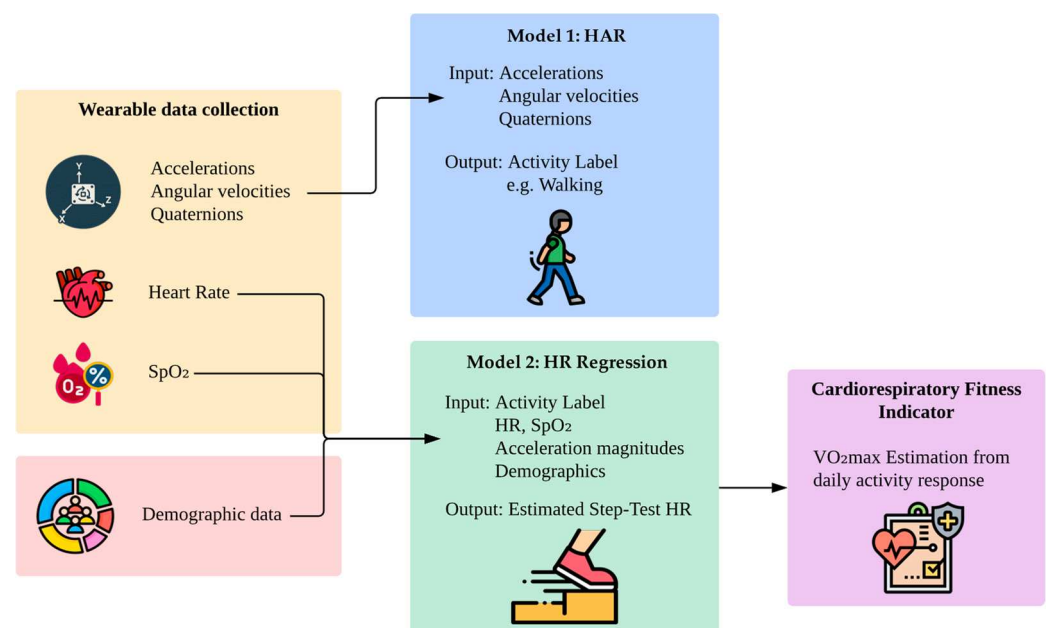 Wearable data collection
Accelerations
Angular velocities
Quaternions
Y
X
Z
Heart Rate
O₂
%
SpO₂
Demographic data
Model 1: HAR
Input: Accelerations
Angular velocities
Quaternions
Output: Activity Label
e.g. Walking
Model 2: HR Regression
Input: Activity Label
HR, SpO₂
Acceleration magnitudes
Demographics
Output: Estimated Step-Test HR
Cardiorespiratory Fitness
Indicator
VO₂max Estimation from
daily activity response